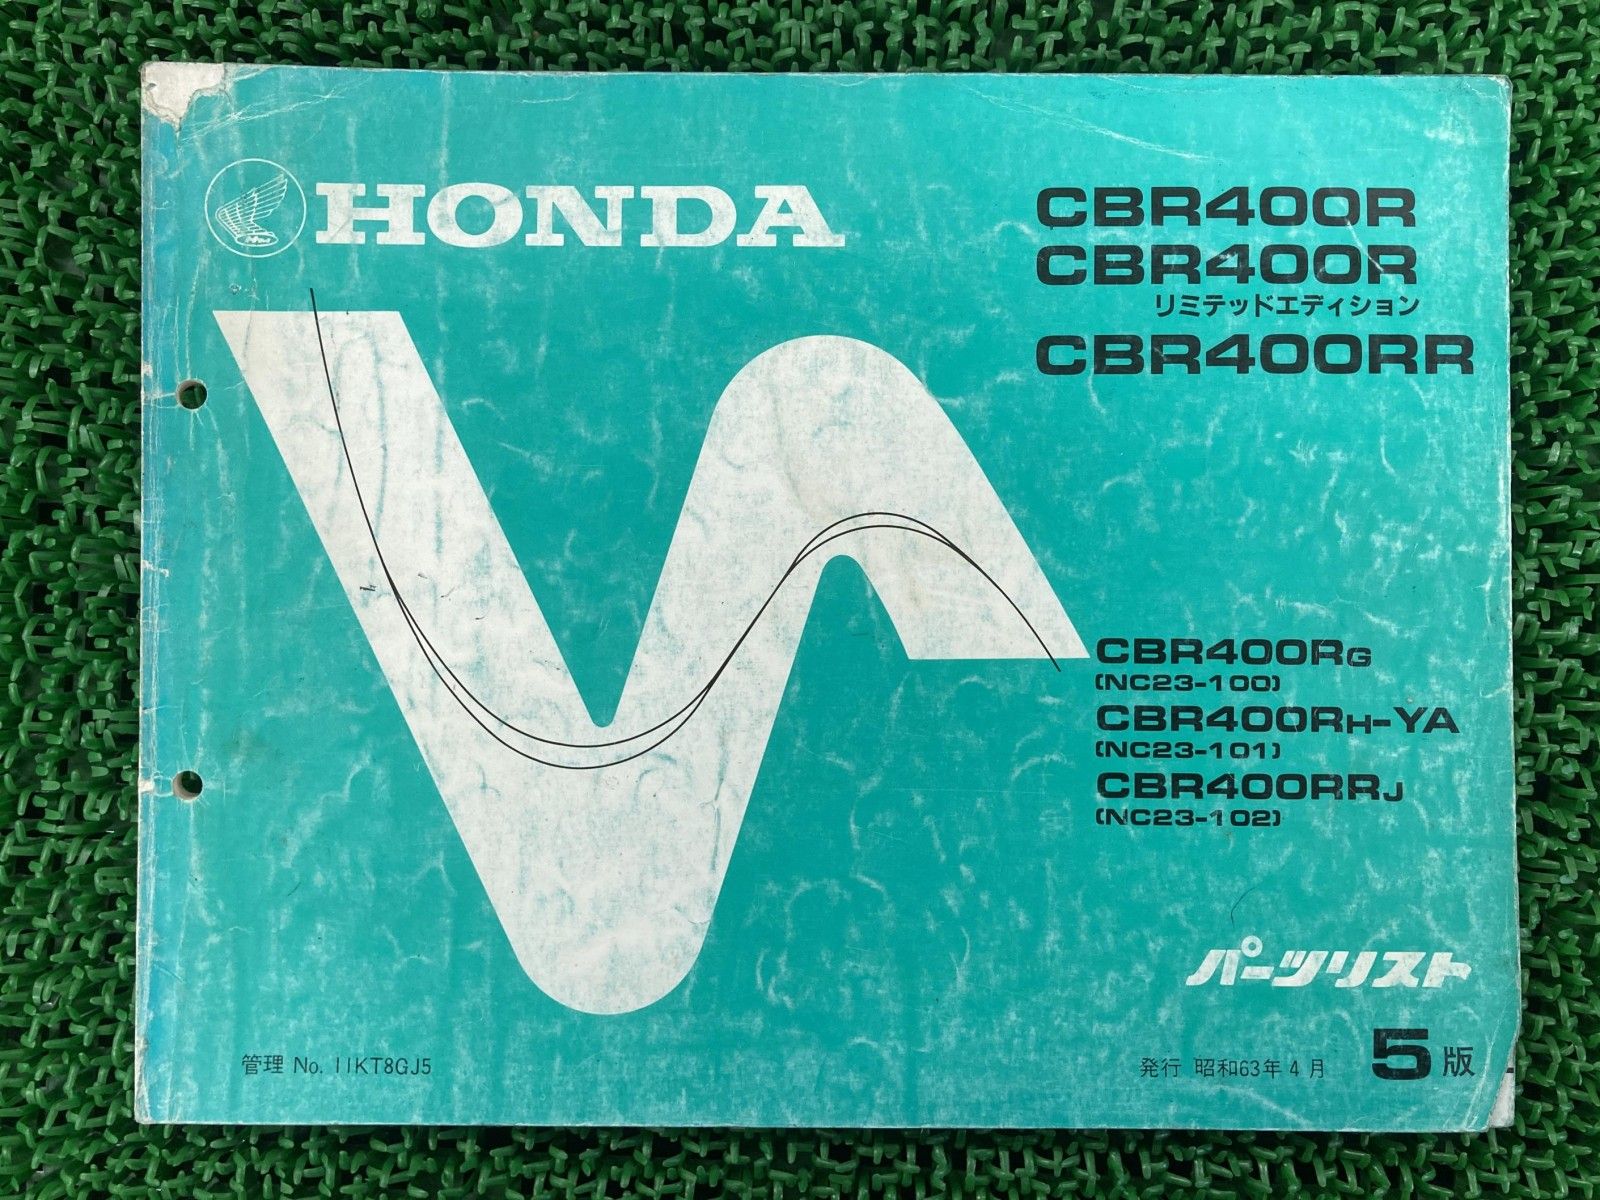 HONDA
CBR400R
CBR400R
リミテッドエディション
CBR400RR
CBR400RG
(NC23-100)
CBR400RH-YA
(NC23-101)
CBR400RRJ
(NC23-102)
パーツリスト
管理 No. 11KT8GJ5
発行 昭和63年4月 5版